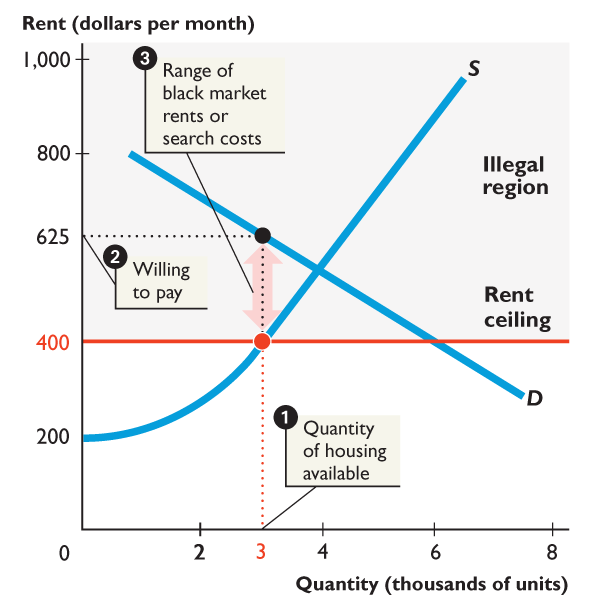 Rent (dollars per month)
1,000
3
Range of
black market
rents or
search costs
S
800
Illegal
region
625
2
Willing
to pay
Rent
ceiling
400
D
200
1
Quantity
of housing
available
0
2
3
4
6
8
Quantity (thousands of units)